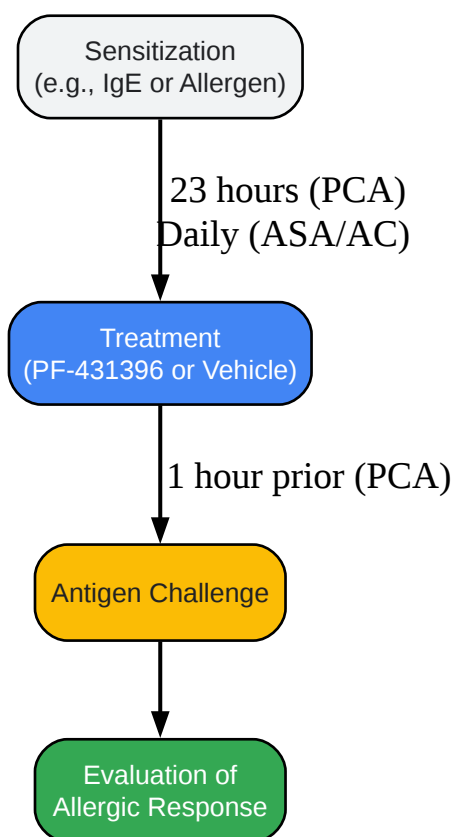 Sensitization
(e.g., IgE or Allergen)
23 hours (PCA)
Daily (ASA/AC)
Treatment
(PF-431396 or Vehicle)
1 hour prior (PCA)
Antigen Challenge
Evaluation of
Allergic Response